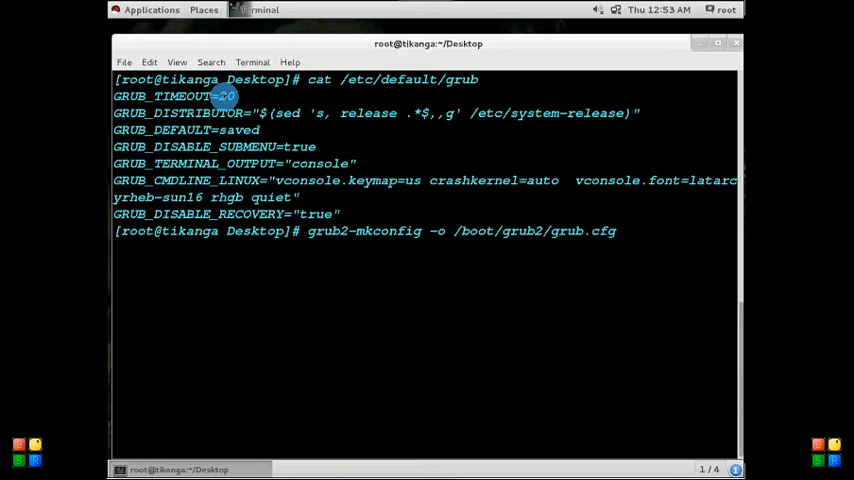 Applications Places Terminal Thu 12:53 AM root
root@tikanga:~/Desktop
File Edit View Search Terminal Help
[root@tikanga Desktop]# cat /etc/default/grub
GRUB_TIMEOUT=20
GRUB_DISTRIBUTOR="$(sed 's, release .*$,,g' /etc/system-release)"
GRUB_DEFAULT=saved
GRUB_DISABLE_SUBMENU=true
GRUB_TERMINAL_OUTPUT="console"
GRUB_CMDLINE_LINUX="vconsole.keymap=us crashkernel=auto  vconsole.font=latarc
yrheb-sun16 rhgb quiet"
GRUB_DISABLE_RECOVERY="true"
[root@tikanga Desktop]# grub2-mkconfig -o /boot/grub2/grub.cfg
E S R
E S R
root@tikanga:~/Desktop 1 / 4 1